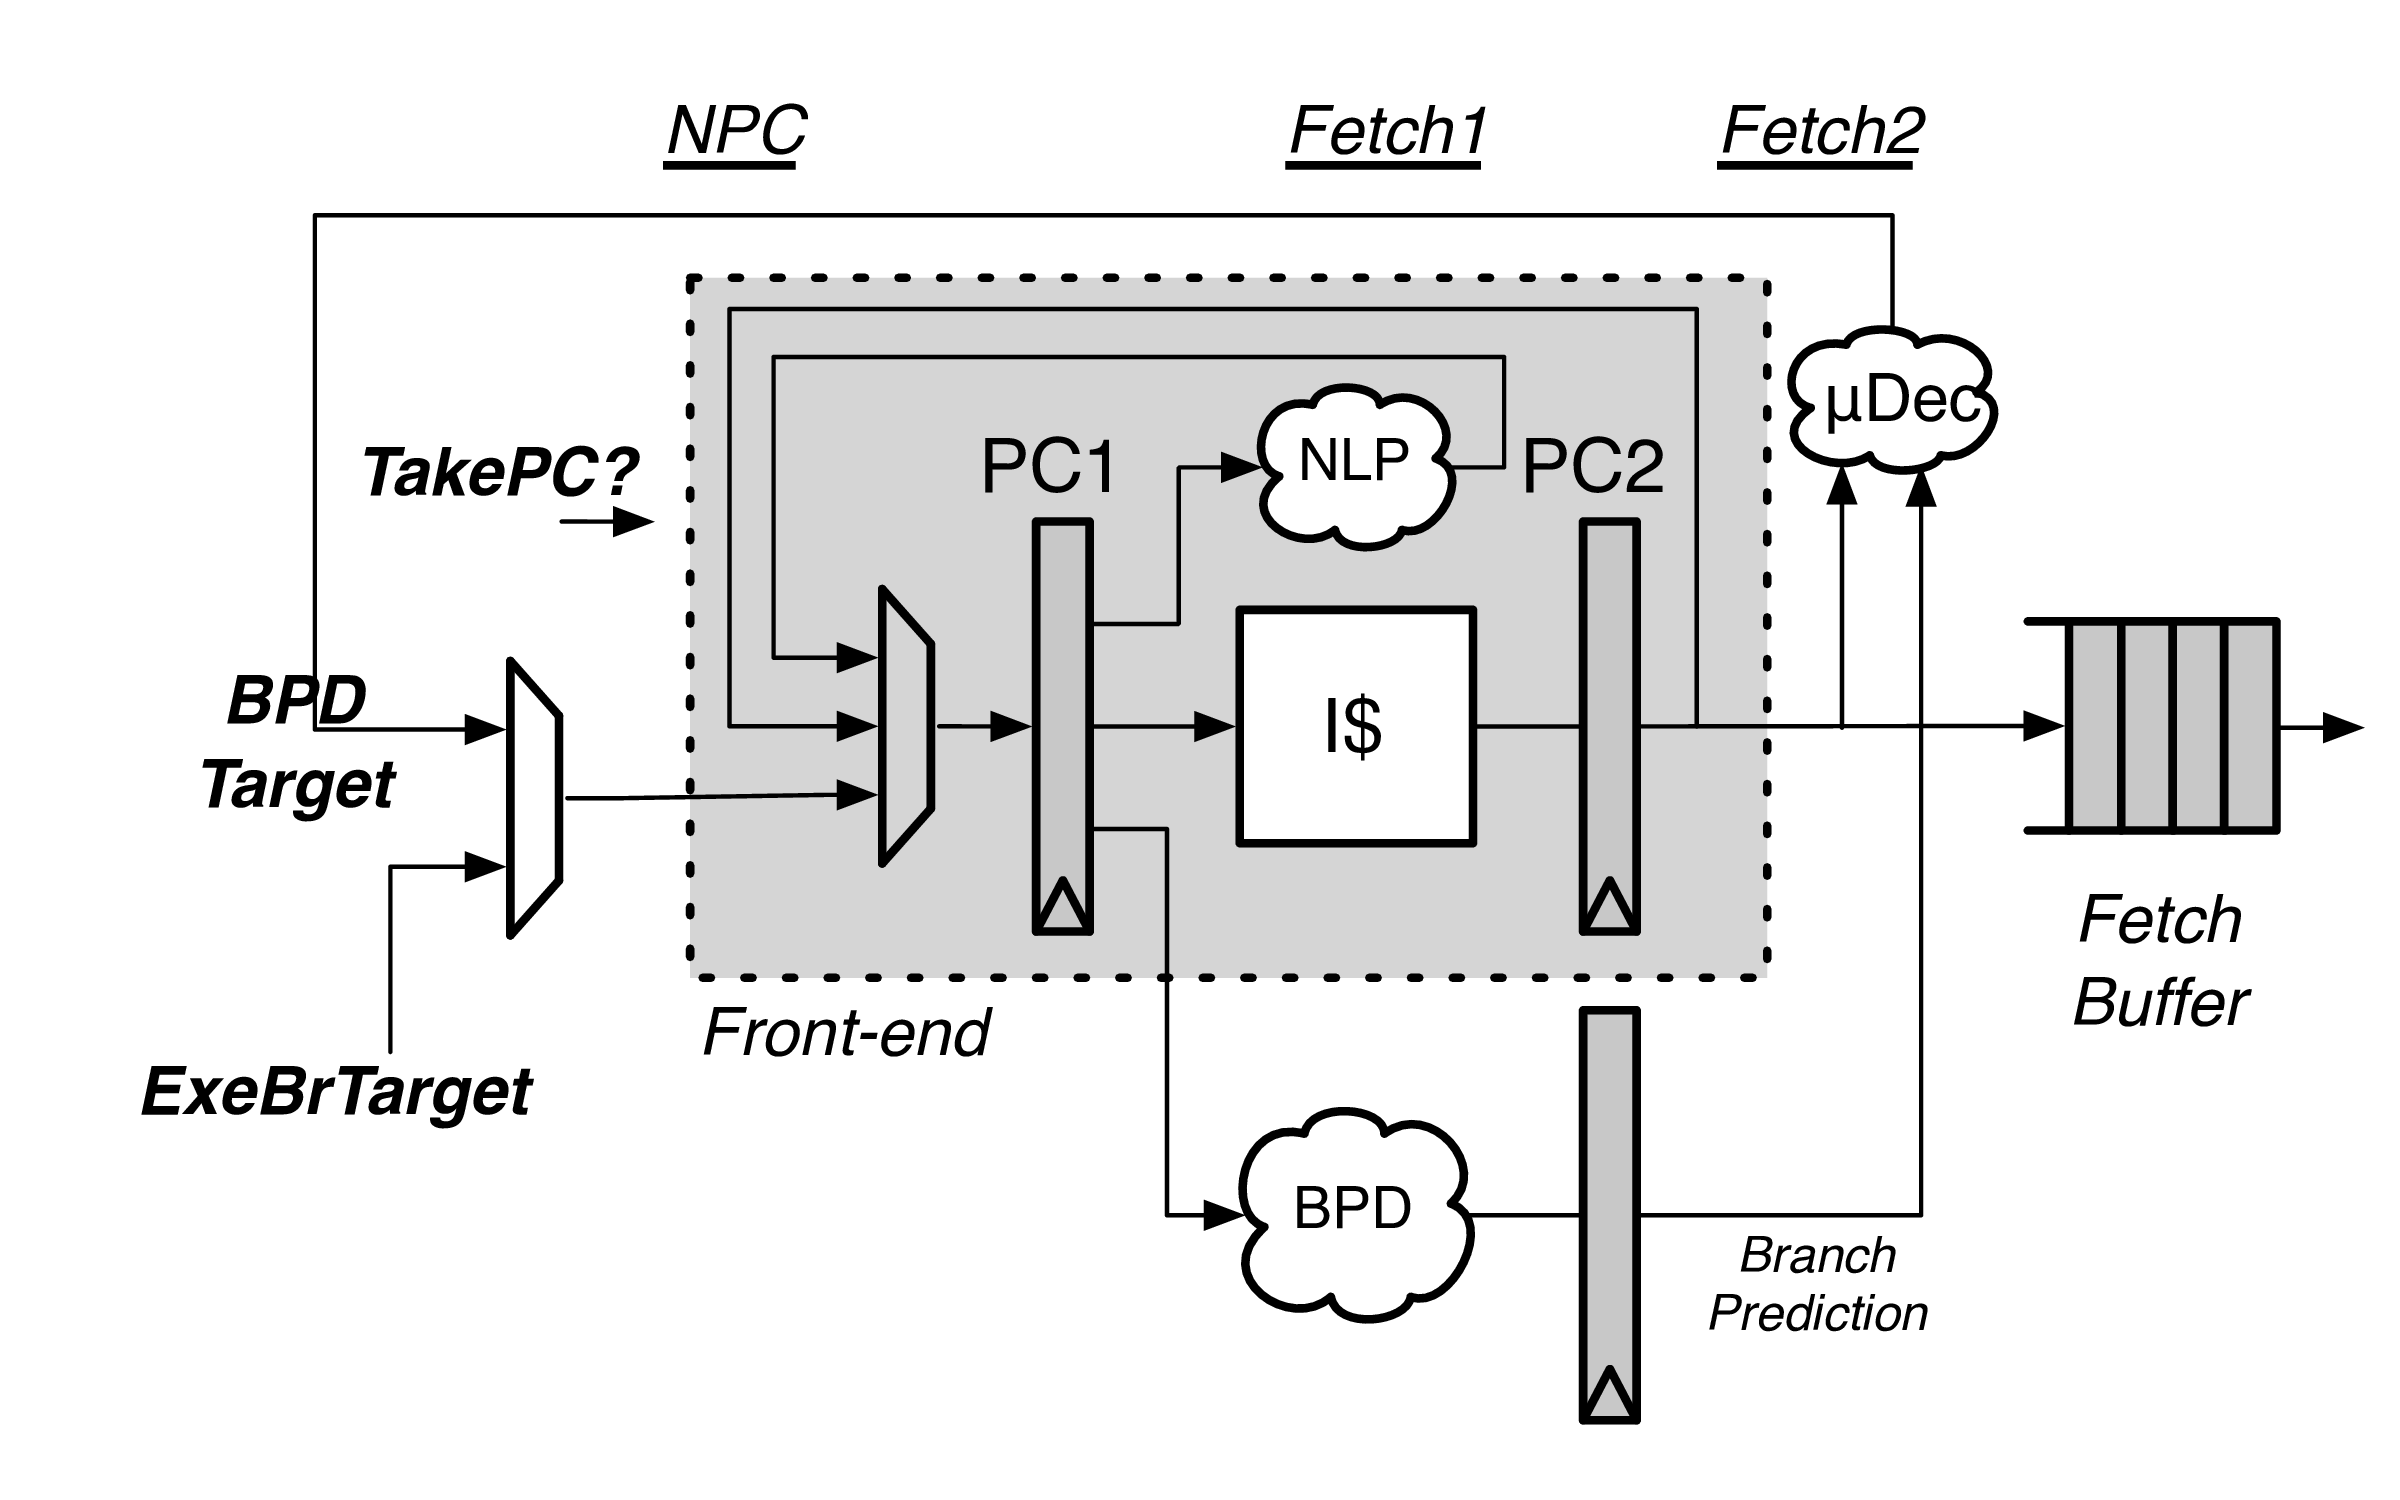 NPC
Fetch1
Fetch2
µDec
TakePC?
PC1
NLP
PC2
BPD
Target
I$
Fetch
Buffer
Front-end
ExeBrTarget
BPD
Branch
Prediction